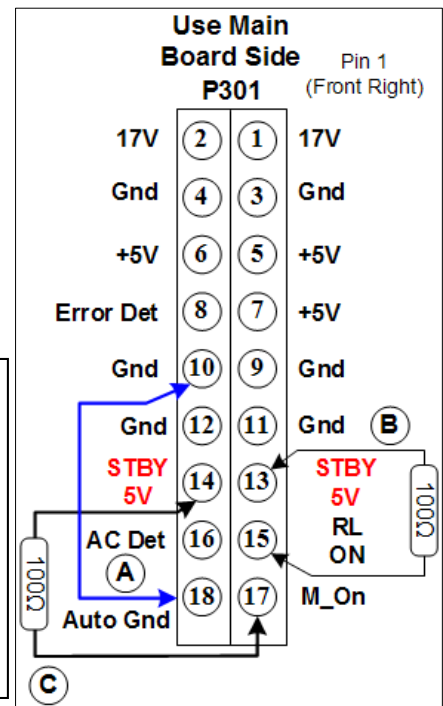 Use Main
Board Side
P301
Pin 1
(Front Right)
17V 2 1 17V
Gnd 4 3 Gnd
+5V 6 5 +5V
Error Det 8 7 +5V
Gnd 10 9 Gnd
Gnd 12 11 Gnd B
STBY
5V 14 13 STBY
5V
100Ω
AC Det 16 15 RL
ON
A
100Ω
Auto Gnd 18 17 M_On
C